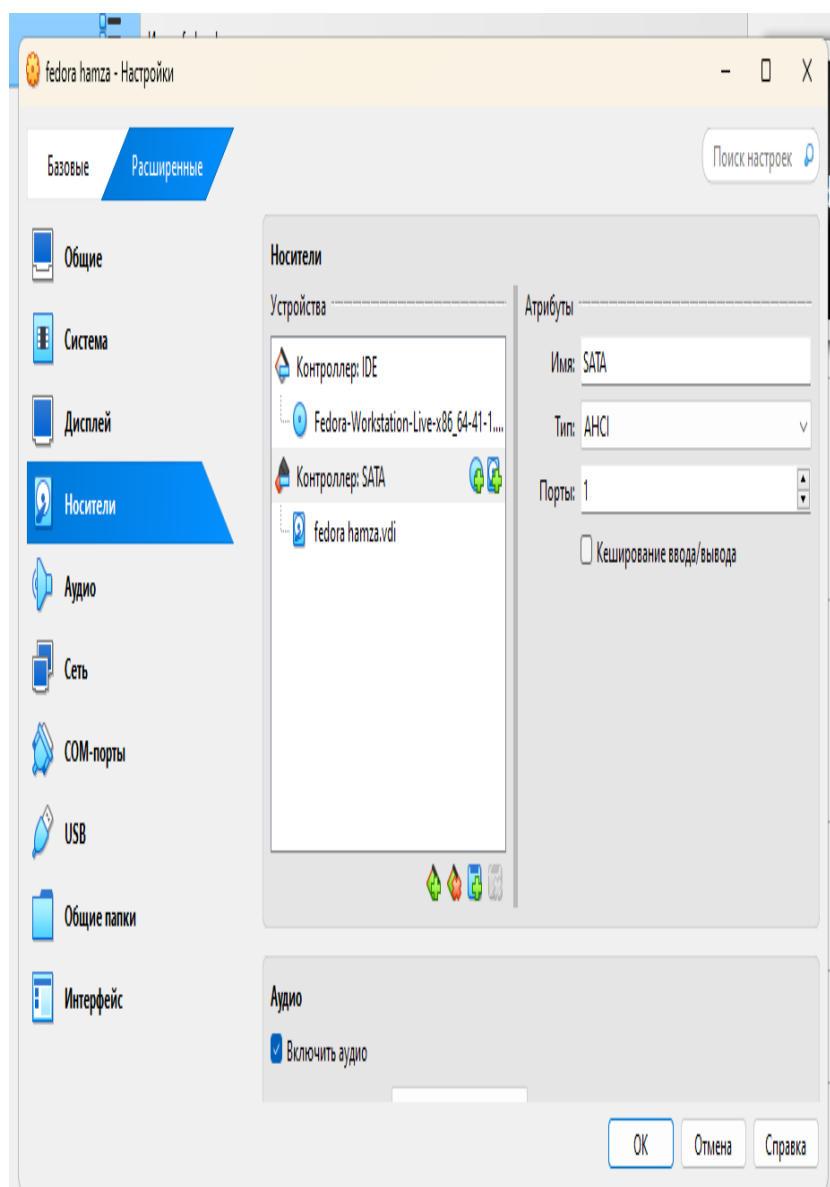 fedora hamza - Настройки
Базовые
Расширенные
Поиск настроек
Общие
Система
Дисплей
Носители
Аудио
Сеть
COM-порты
USB
Общие папки
Интерфейс
Носители
Устройства
Контроллер: IDE
Fedora-Workstation-Live-x86_64-41-1....
Контроллер: SATA
fedora hamza.vdi
Атрибуты
Имя: SATA
Тип: AHCI
Порты: 1
Кеширование ввода/вывода
Аудио
Включить аудио
OK
Отмена
Справка